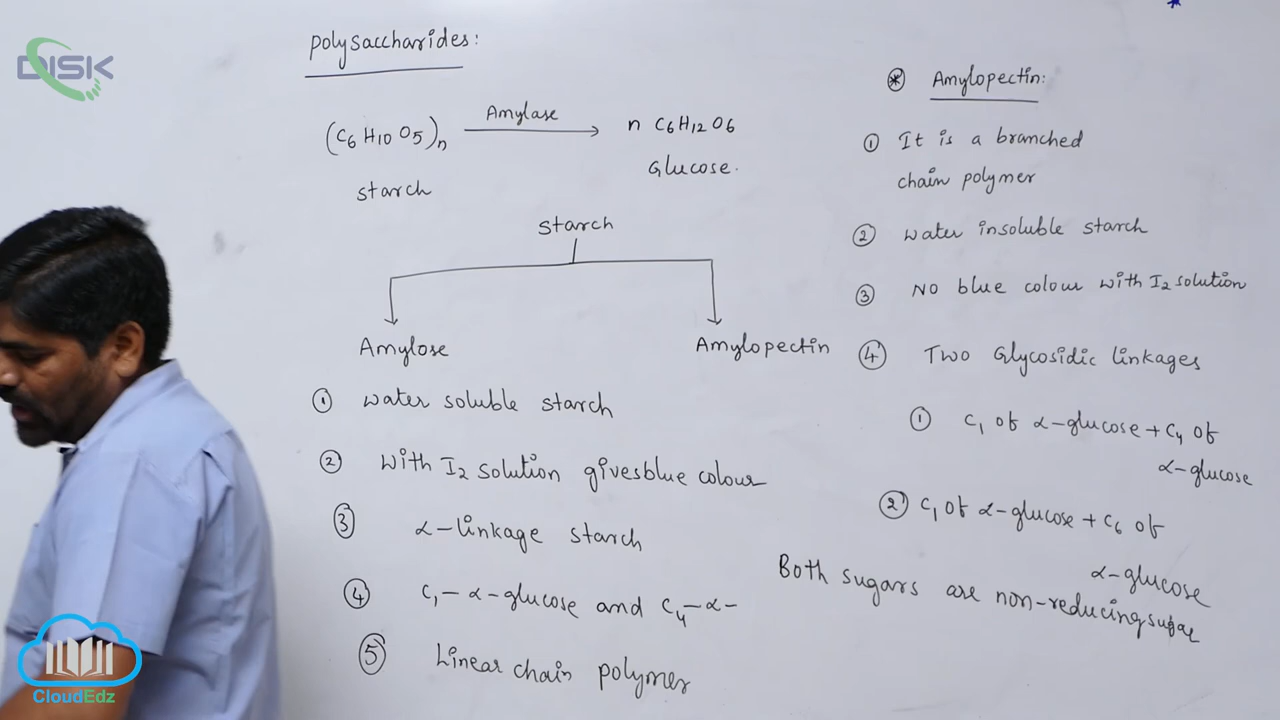 DISK
polysaccharides:
(C6 H10 O5)n Amylase n C6H12O6
starch Glucose.
starch
Amylose Amylopectin
① water soluble starch
② with I2 solution givesblue colour
③ α-linkage starch
④ C1-α-glucose and C4-α-
⑤ Linear chain polymer
* Amylopectin:
① It is a branched
chain polymer
② water insoluble starch
③ No blue colour with I2 solution
④ Two Glycosidic linkages
① C1 of α-glucose + C4 of
α-glucose
② C1 of α-glucose + C6 of
α-glucose
Both sugars are non-reducing sugar
CloudEdz